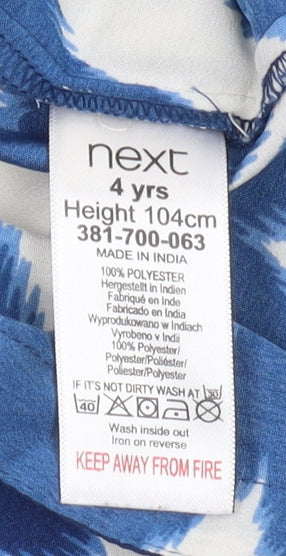 next
4 yrs
Height 104cm
381-700-063
MADE IN INDIA
100% POLYESTER
Hergestellt in Indien
Fabriqué en Inde
Fabricado en India
Wyprodukowano w Indiach
Vyrobeno v Indii
100% Polyester/
Polyester/Poliéster/
Poliester/Polyester
IF IT'S NOT DIRTY WASH AT 30
40
Wash inside out
Iron on reverse
KEEP AWAY FROM FIRE